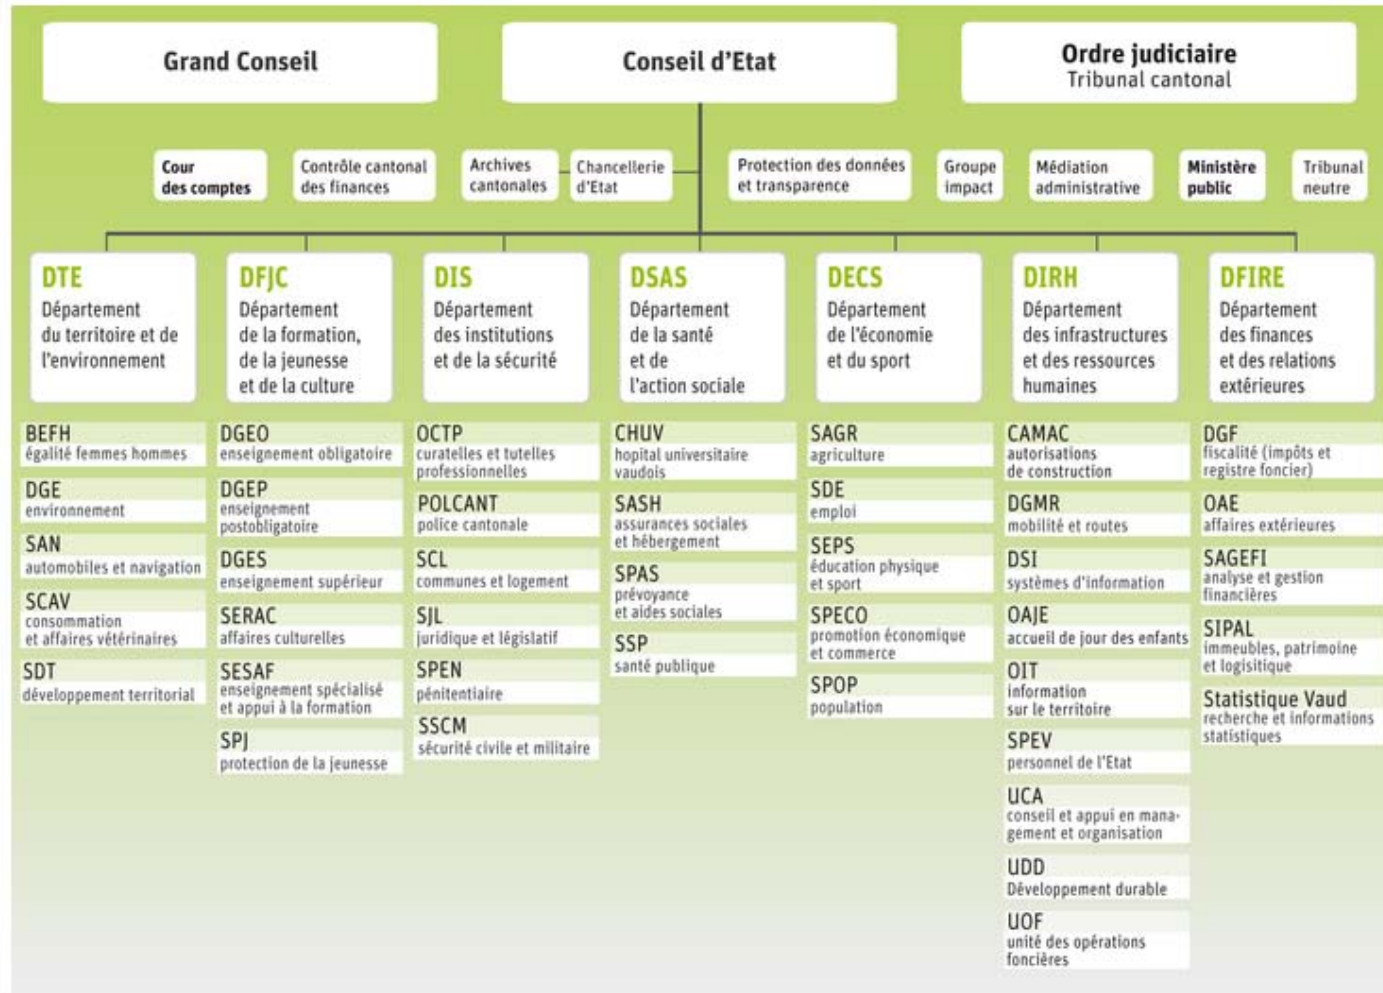 Grand Conseil
Conseil d'Etat
Ordre judiciaire
Tribunal cantonal
Cour
des comptes
Contrôle cantonal
des finances
Archives
cantonales
Chancellerie
d'Etat
Protection des données
et transparence
Groupe
impact
Médiation
administrative
Ministère
public
Tribunal
neutre
DTE
Département
du territoire et de
l'environnement
DFJC
Département
de la formation,
de la jeunesse
et de la culture
DIS
Département
des institutions
et de la sécurité
DSAS
Département
de la santé
et de
l'action sociale
DECS
Département
de l'économie
et du sport
DIRH
Département
des infrastructures
et des ressources
humaines
DFIRE
Département
des finances
et des relations
extérieures
BEFH
égalité femmes hommes
DGE
environnement
SAN
automobiles et navigation
SCAV
consommation
et affaires vétérinaires
SDT
développement territorial
DGEO
enseignement obligatoire
DGEP
enseignement
postobligatoire
DGES
enseignement supérieur
SERAC
affaires culturelles
SESAF
enseignement spécialisé
et appui à la formation
SPJ
protection de la jeunesse
OCTP
curatelles et tutelles
professionnelles
POLCANT
police cantonale
SCL
communes et logement
SJL
juridique et législatif
SPEN
pénitentiaire
SSCM
sécurité civile et militaire
CHUV
hopital universitaire
vaudois
SASH
assurances sociales
et hébergement
SPAS
prévoyance
et aides sociales
SSP
santé publique
SAGR
agriculture
SDE
emploi
SEPS
éducation physique
et sport
SPECO
promotion économique
et commerce
SPOP
population
CAMAC
autorisations
de construction
DGMR
mobilité et routes
DSI
systèmes d'information
OAJE
accueil de jour des enfants
OIT
information
sur le territoire
SPEV
personnel de l'Etat
UCA
conseil et appui en mana-
gement et organisation
UDD
Développement durable
UOF
unité des opérations
foncières
DGF
fiscalité (impôts et
registre foncier)
OAE
affaires extérieures
SAGEFI
analyse et gestion
financières
SIPAL
immeubles, patrimoine
et logisitique
Statistique Vaud
recherche et informations
statistiques